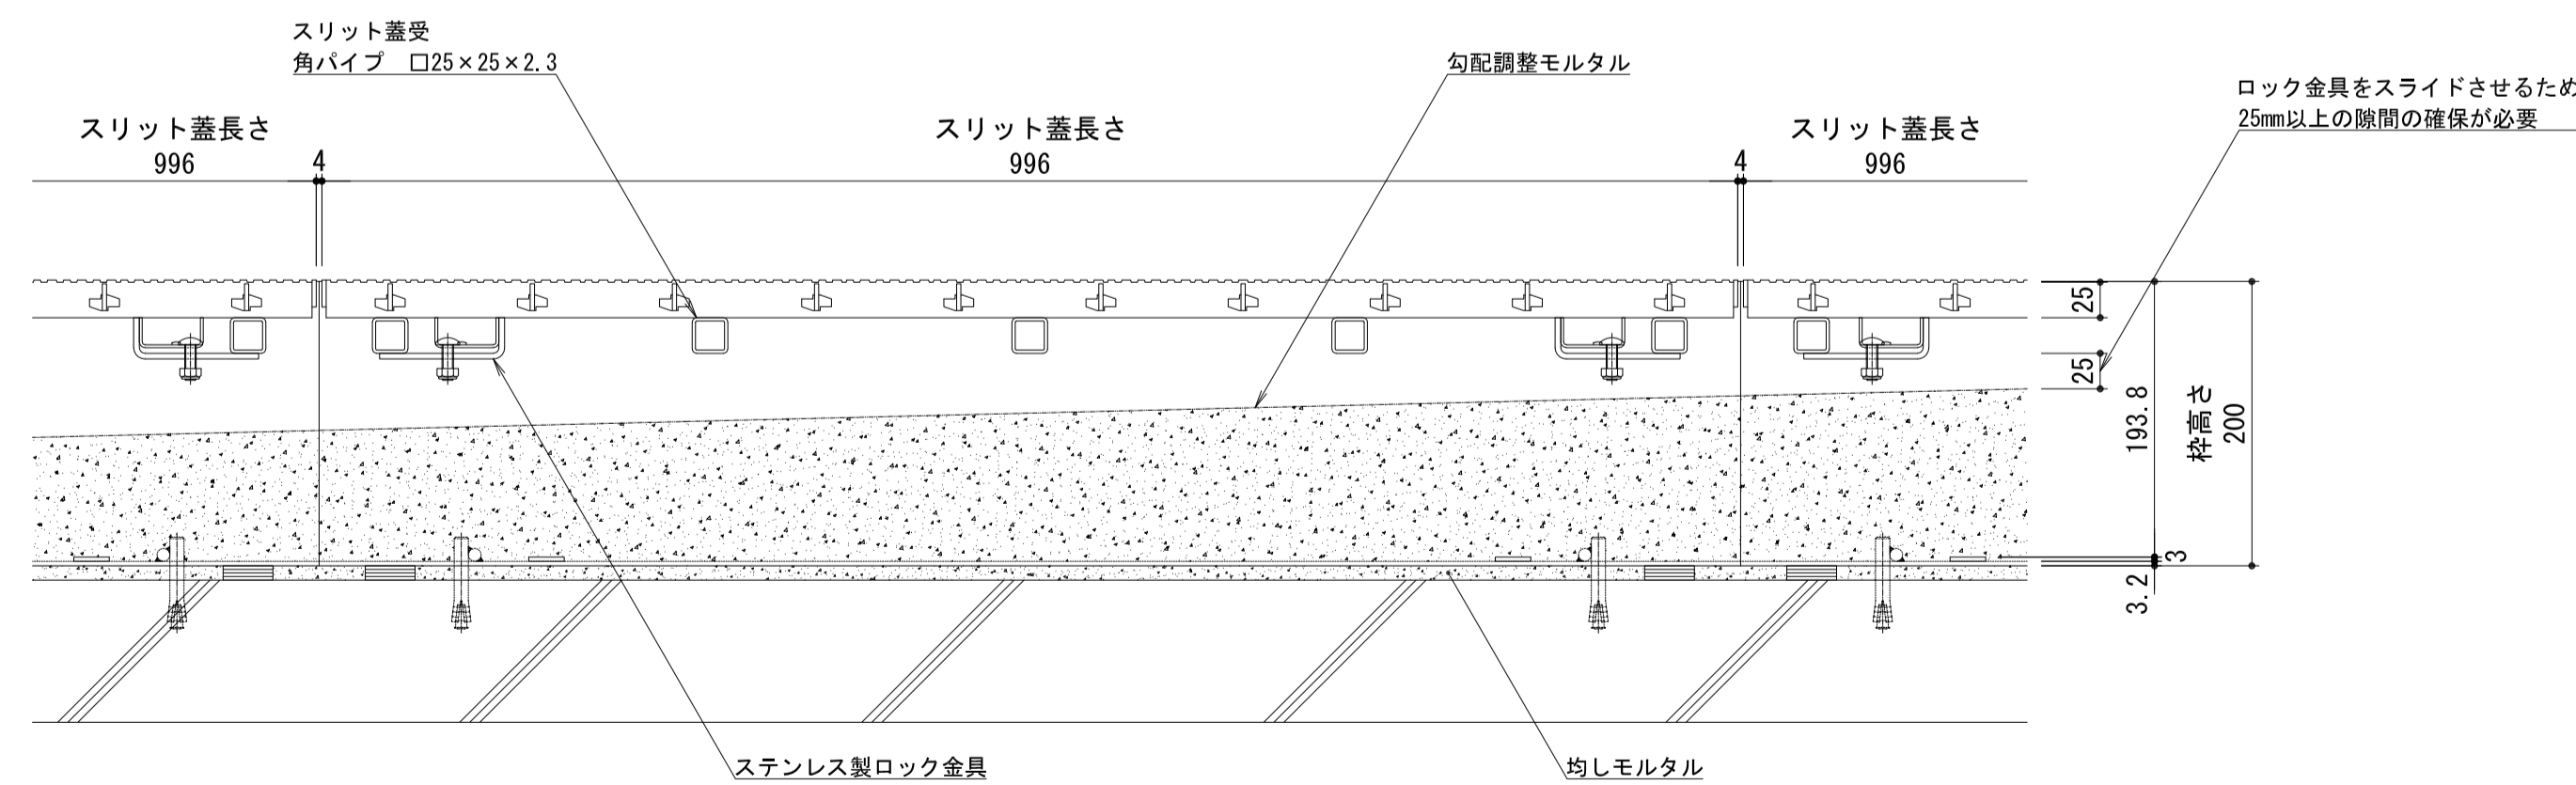 スリット蓋受
角パイプ　□25×25×2.3
勾配調整モルタル
ロック金具をスライドさせるため
25mm以上の隙間の確保が必要
スリット蓋長さ
996
4
スリット蓋長さ
996
4
スリット蓋長さ
996
25
25
193.8
枠高さ
200
3
3.2
ステンレス製ロック金具
均しモルタル